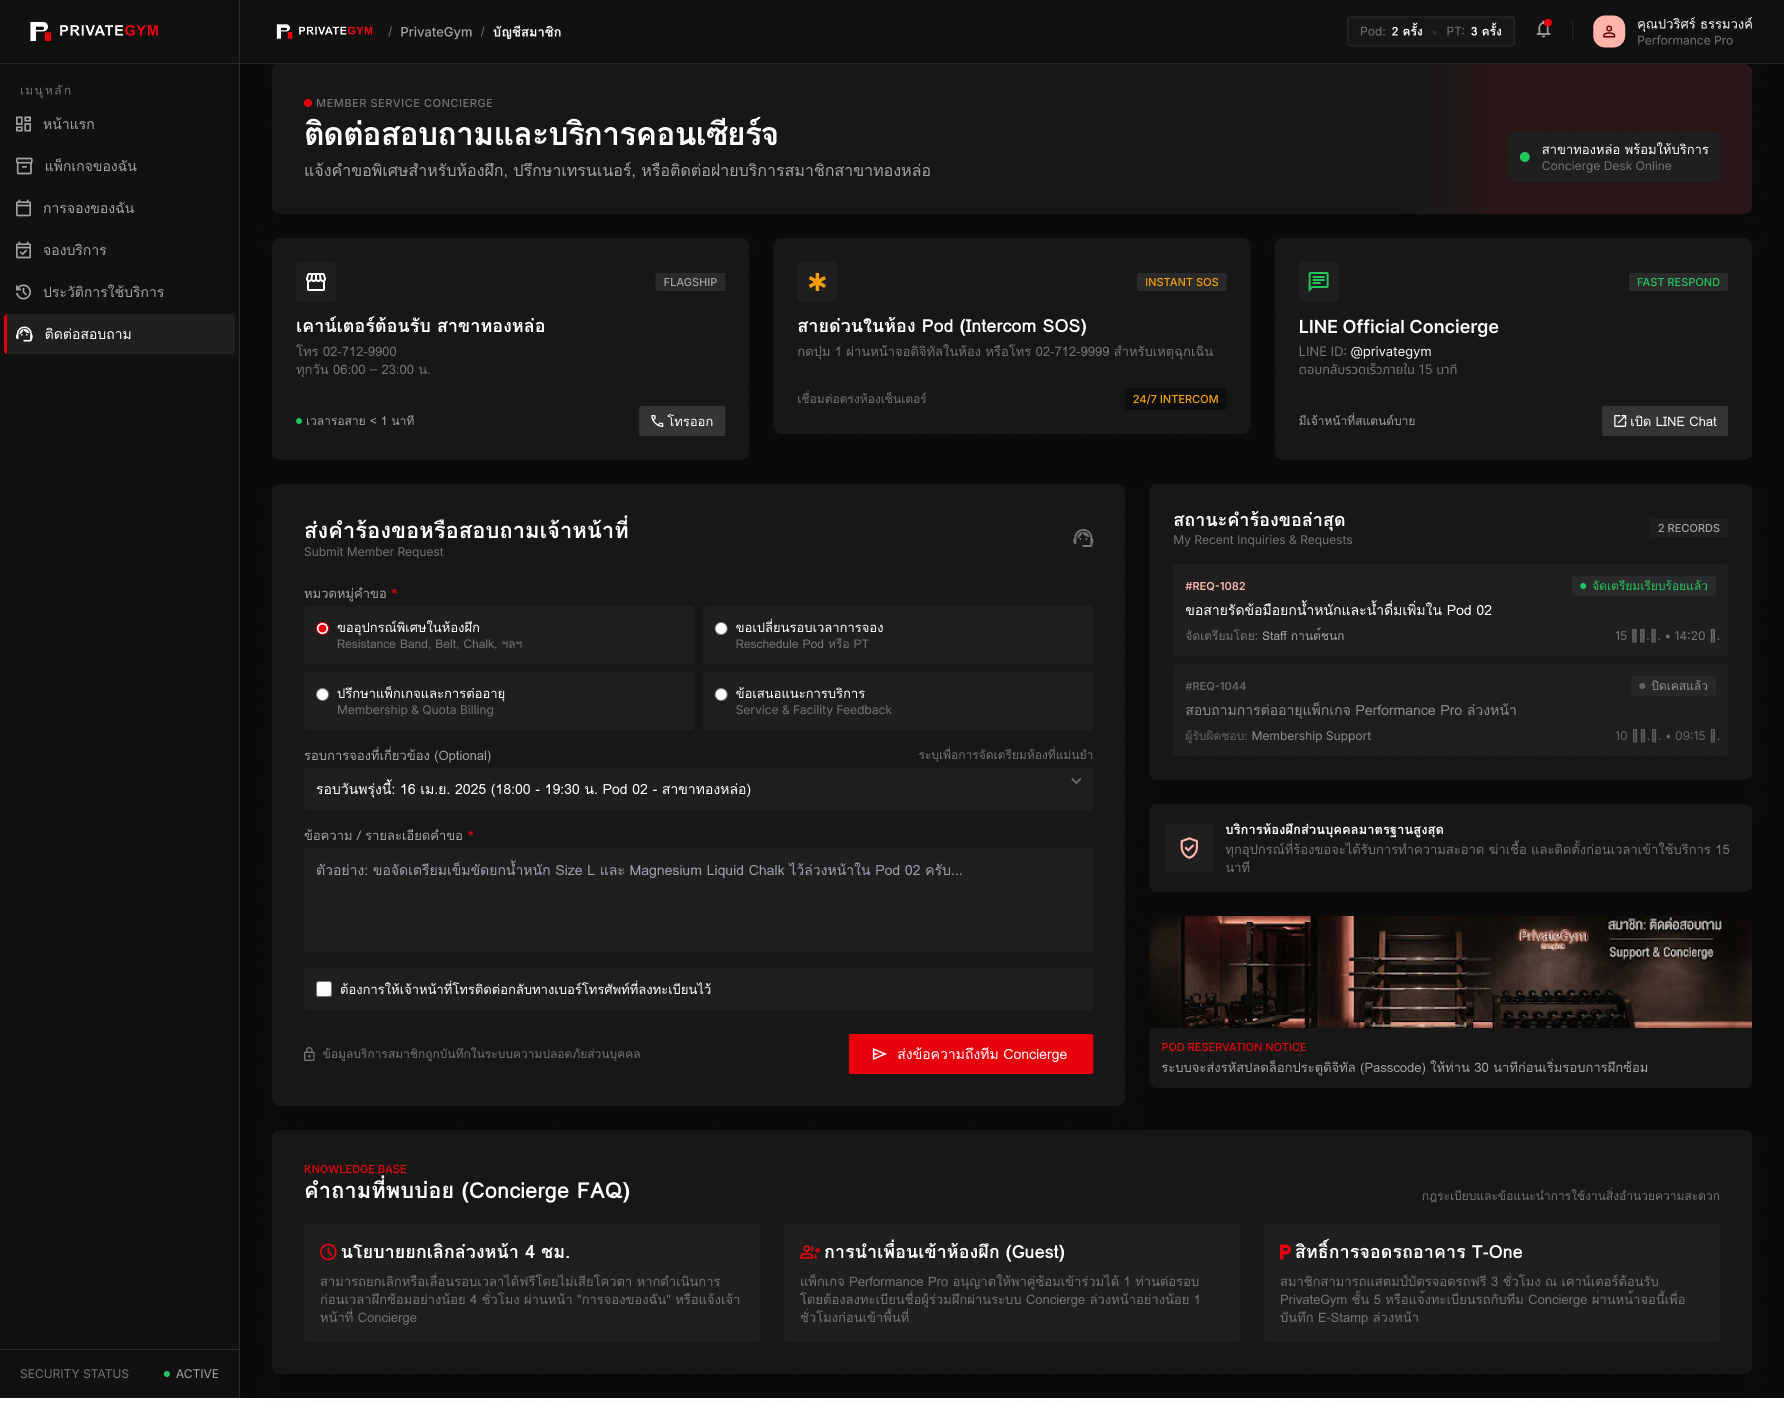 PRIVATEGYM
PRIVATEGYM / PrivateGym / บัญชีสมาชิก
Pod: 2 ครั้ง • PT: 3 ครั้ง
คุณปวริศร์ ธรรมวงค์
Performance Pro
เมนูหลัก
หน้าแรก
แพ็กเกจของฉัน
การจองของฉัน
จองบริการ
ประวัติการใช้บริการ
ติดต่อสอบถาม
SECURITY STATUS
ACTIVE
MEMBER SERVICE CONCIERGE
ติดต่อสอบถามและบริการคอนเซียร์จ
แจ้งคำขอพิเศษสำหรับห้องฝึก, ปรึกษาเทรนเนอร์, หรือติดต่อฝ่ายบริการสมาชิกสาขาทองหล่อ
สาขาทองหล่อ พร้อมให้บริการ
Concierge Desk Online
FLAGSHIP
เคาน์เตอร์ต้อนรับ สาขาทองหล่อ
โทร 02-712-9900
ทุกวัน 06:00 – 23:00 น.
เวลารอสาย < 1 นาที
โทรออก
INSTANT SOS
สายด่วนในห้อง Pod (Intercom SOS)
กดปุ่ม 1 ผ่านหน้าจอดิจิทัลในห้อง หรือโทร 02-712-9999 สำหรับเหตุฉุกเฉิน
เชื่อมต่อตรงห้องเซ็นเตอร์
24/7 INTERCOM
FAST RESPOND
LINE Official Concierge
LINE ID: @privategym
ตอบกลับรวดเร็วภายใน 15 นาที
มีเจ้าหน้าที่สแตนด์บาย
เปิด LINE Chat
ส่งคำร้องขอหรือสอบถามเจ้าหน้าที่
Submit Member Request
หมวดหมู่คำขอ *
ขออุปกรณ์พิเศษในห้องฝึก
Resistance Band, Belt, Chalk, ฯลฯ
ขอเปลี่ยนรอบเวลาการจอง
Reschedule Pod หรือ PT
ปรึกษาแพ็กเกจและการต่ออายุ
Membership & Quota Billing
ข้อเสนอแนะการบริการ
Service & Facility Feedback
รอบการจองที่เกี่ยวข้อง (Optional)
ระบุเพื่อการจัดเตรียมห้องที่แม่นยำ
รอบวันพรุ่งนี้: 16 เม.ย. 2025 (18:00 - 19:30 น. Pod 02 - สาขาทองหล่อ)
ข้อความ / รายละเอียดคำขอ *
ตัวอย่าง: ขอจัดเตรียมเข็มขัดยกน้ำหนัก Size L และ Magnesium Liquid Chalk ไว้ล่วงหน้าใน Pod 02 ครับ...
ต้องการให้เจ้าหน้าที่โทรติดต่อกลับทางเบอร์โทรศัพท์ที่ลงทะเบียนไว้
ข้อมูลบริการสมาชิกถูกบันทึกในระบบความปลอดภัยส่วนบุคคล
ส่งข้อความถึงทีม Concierge
สถานะคำร้องขอล่าสุด
My Recent Inquiries & Requests
2 RECORDS
#REQ-1082
จัดเตรียมเรียบร้อยแล้ว
ขอสายรัดข้อมือยกน้ำหนักและน้ำดื่มเพิ่มใน Pod 02
จัดเตรียมโดย: Staff กานต์ชนก
15 ▯▯.▯. • 14:20 ▯.
#REQ-1044
ปิดเคสแล้ว
สอบถามการต่ออายุแพ็กเกจ Performance Pro ล่วงหน้า
ผู้รับผิดชอบ: Membership Support
10 ▯▯.▯. • 09:15 ▯.
บริการห้องฝึกส่วนบุคคลมาตรฐานสูงสุด
ทุกอุปกรณ์ที่ร้องขอจะได้รับการทำความสะอาด ฆ่าเชื้อ และติดตั้งก่อนเวลาเข้าใช้บริการ 15
นาที
PrivateGym
สมาชิก: ติดต่อสอบถาม
Support & Concierge
POD RESERVATION NOTICE
ระบบจะส่งรหัสปลดล็อกประตูดิจิทัล (Passcode) ให้ท่าน 30 นาทีก่อนเริ่มรอบการฝึกซ้อม
KNOWLEDGE BASE
คำถามที่พบบ่อย (Concierge FAQ)
กฎระเบียบและข้อแนะนำการใช้งานสิ่งอำนวยความสะดวก
นโยบายยกเลิกล่วงหน้า 4 ชม.
สามารถยกเลิกหรือเลื่อนรอบเวลาได้ฟรีโดยไม่เสียโควตา หากดำเนินการ
ก่อนเวลาฝึกซ้อมอย่างน้อย 4 ชั่วโมง ผ่านหน้า "การจองของฉัน" หรือแจ้งเจ้า
หน้าที่ Concierge
การนำเพื่อนเข้าห้องฝึก (Guest)
แพ็กเกจ Performance Pro อนุญาตให้พาคู่ซ้อมเข้าร่วมได้ 1 ท่านต่อรอบ
โดยต้องลงทะเบียนชื่อผู้ร่วมฝึกผ่านระบบ Concierge ล่วงหน้าอย่างน้อย 1
ชั่วโมงก่อนเข้าพื้นที่
สิทธิ์การจอดรถอาคาร T-One
สมาชิกสามารถแสตมป์บัตรจอดรถฟรี 3 ชั่วโมง ณ เคาน์เตอร์ต้อนรับ
PrivateGym ชั้น 5 หรือแจ้งทะเบียนรถกับทีม Concierge ผ่านหน้าจอนี้เพื่อ
บันทึก E-Stamp ล่วงหน้า